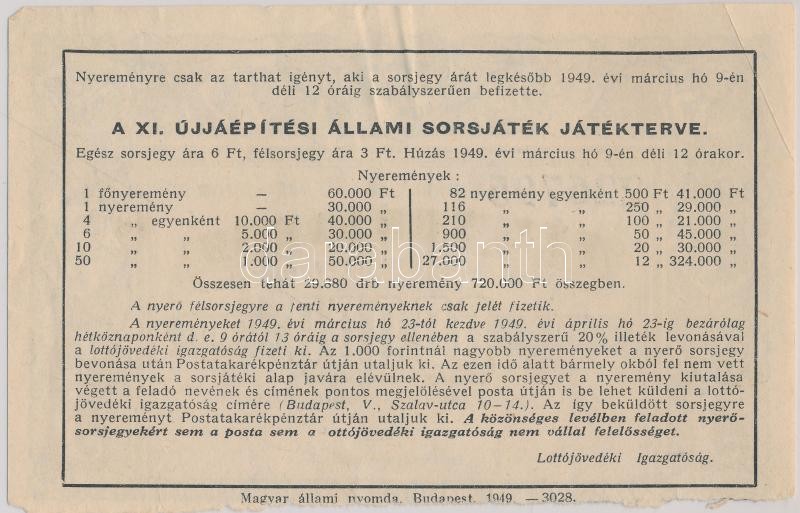 Nyereményre csak az tarthat igényt, aki a sorsjegy árát legkésőbb 1949. évi március hó 9-én
déli 12 óráig szabályszerűen befizette.
A XI. ÚJJÁÉPÍTÉSI ÁLLAMI SORSJÁTÉK JÁTÉKTERVE.
Egész sorsjegy ára 6 Ft, félsorsjegy ára 3 Ft. Húzás 1949. évi március hó 9-én déli 12 órakor.
Nyeremények :
1 főnyeremény — 60.000 Ft 82 nyeremény egyenként 500 Ft 41.000 Ft
1 nyeremény — 30.000 „ 116 „ „ 250 „ 29.000 „
4 „ egyenként 10.000 Ft 40.000 „ 210 „ „ 100 „ 21.000 „
6 „ „ 5.000 „ 30.000 „ 900 „ „ 50 „ 45.000 „
10 „ „ 2.000 „ 20.000 „ 1.500 „ „ 20 „ 30.000 „
50 „ „ 1.000 „ 50.000 „ 27.000 „ „ 12 „ 324.000 „
darabanth
Összesen tehát 29.880 drb nyeremény 720.000 Ft összegben.
A nyerő félsorsjegyre a fenti nyereményeknek csak felét fizetik.
A nyereményeket 1949. évi március hó 23-tól kezdve 1949. évi április hó 23-ig bezárólag
hétköznaponként d. e. 9 órától 13 óráig a sorsjegy ellenében a szabályszerű 20% illeték levonásával
a lottójövedéki igazgatóság fizeti ki. Az 1.000 forintnál nagyobb nyereményeket a nyerő sorsjegy
bevonása után Postatakarékpénztár útján utaljuk ki. Az ezen idő alatt bármely okból fel nem vett
nyeremények a sorsjátéki alap javára elévülnek. A nyerő sorsjegyet a nyeremény kiutalása
végett a feladó nevének és címének pontos megjelölésével posta útján is be lehet küldeni a lottó-
jövedéki igazgatóság címére (Budapest, V., Szalav-utca 10—14.). Az így beküldött sorsjegyre
a nyereményt Postatakarékpénztár útján utaljuk ki. A közönséges levélben feladott nyerő-
sorsjegyekért sem a posta sem a ottójövedéki igazgatóság nem vállal felelősséget.
Lottójövedéki Igazgatóság.
Magyar állami nyomda. Budapest. 1949. — 3028.